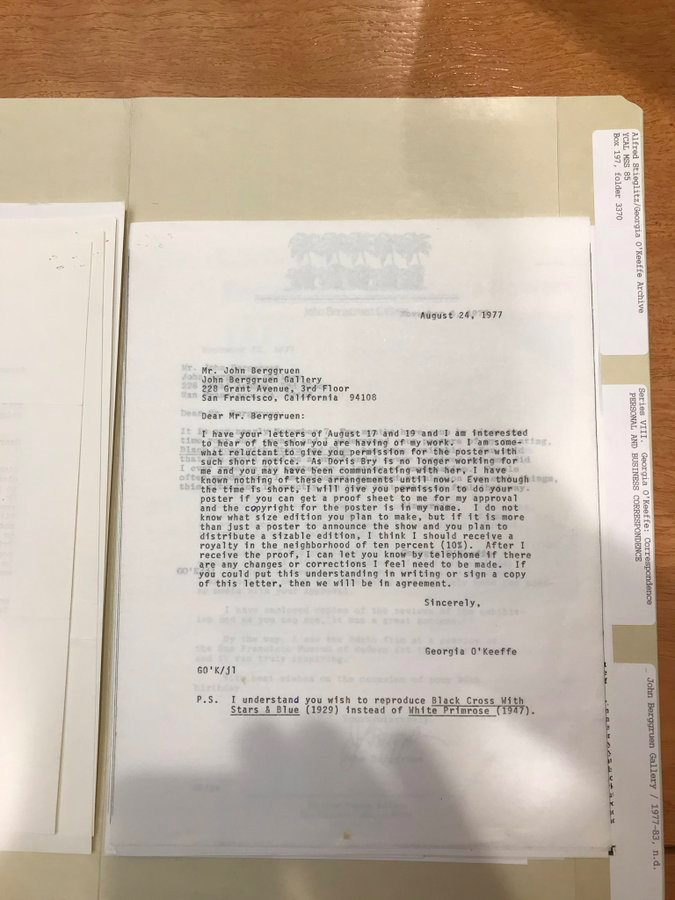 August 24, 1977
Mr. John Berggruen
John Berggruen Gallery
228 Grant Avenue, 3rd Floor
San Francisco, California 94108
Dear Mr. Berggruen:
I have your letters of August 17 and 19 and I am interested
to hear of the show you are having of my work. I am some-
what reluctant to give you permission for the poster with
such short notice. As Doris Bry is no longer working for
me and you may have been communicating with her, I have
known nothing of these arrangements until now. Even though
the time is short, I will give you permission to do your
poster if you can get a proof sheet to me for my approval
and the copyright for the poster is in my name. I do not
know what size edition you plan to make, but if it is more
than just a poster to announce the show and you plan to
distribute a sizable edition, I think I should receive a
royalty in the neighborhood of ten percent (10%). After I
receive the proof, I can let you know by telephone if there
are any changes or corrections I feel need to be made. If
you could put this understanding in writing or sign a copy
of this letter, then we will be in agreement.
Sincerely,
Georgia O'Keeffe
GO'K/jl
P.S. I understand you wish to reproduce Black Cross With
Stars & Blue (1929) instead of White Primrose (1947).
Alfred Stieglitz/Georgia O'Keeffe Archive
YCAL MSS 85
Box 197, folder 3370
Series VIII. Georgia O'Keeffe: Correspondence
PERSONAL AND BUSINESS CORRESPONDENCE
John Berggruen Gallery / 1977-83, n.d.